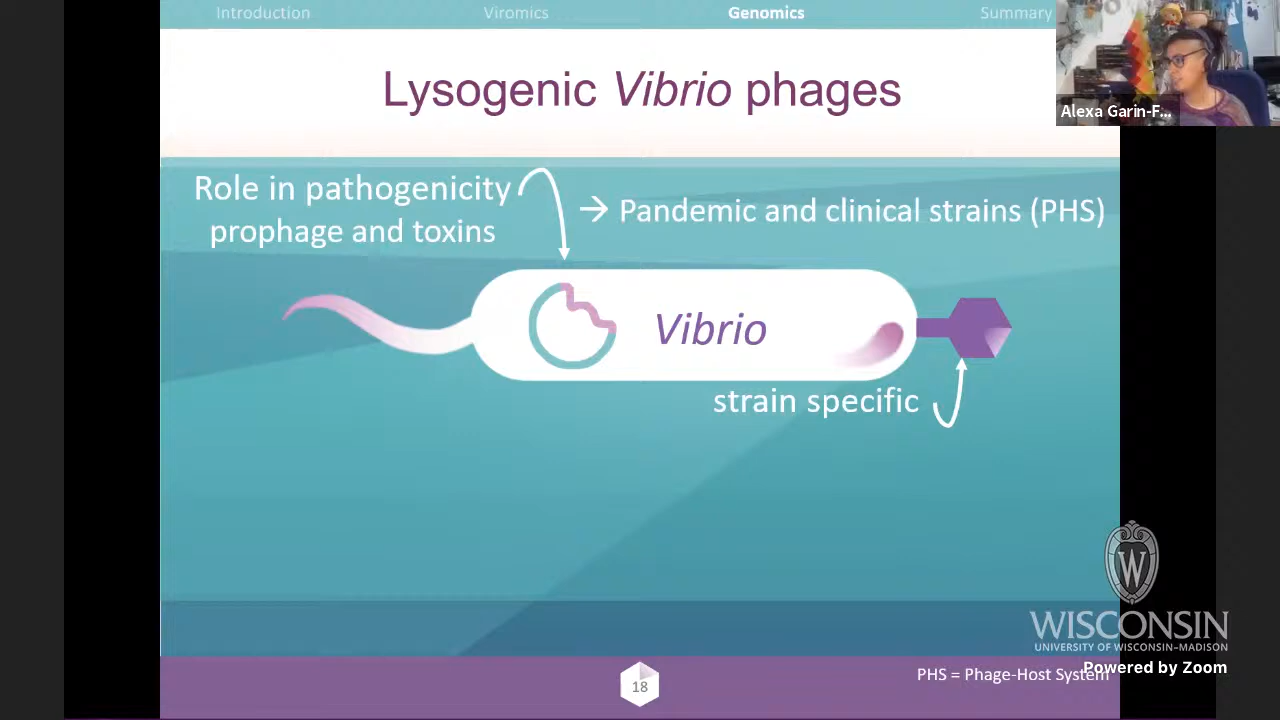 Introduction Viromics Genomics Summary
Lysogenic Vibrio phages
Alexa Garin-F...
Role in pathogenicity
prophage and toxins
→ Pandemic and clinical strains (PHS)
Vibrio
strain specific
W
WISCONSIN
UNIVERSITY OF WISCONSIN–MADISON
Powered by Zoom
PHS = Phage-Host System
18